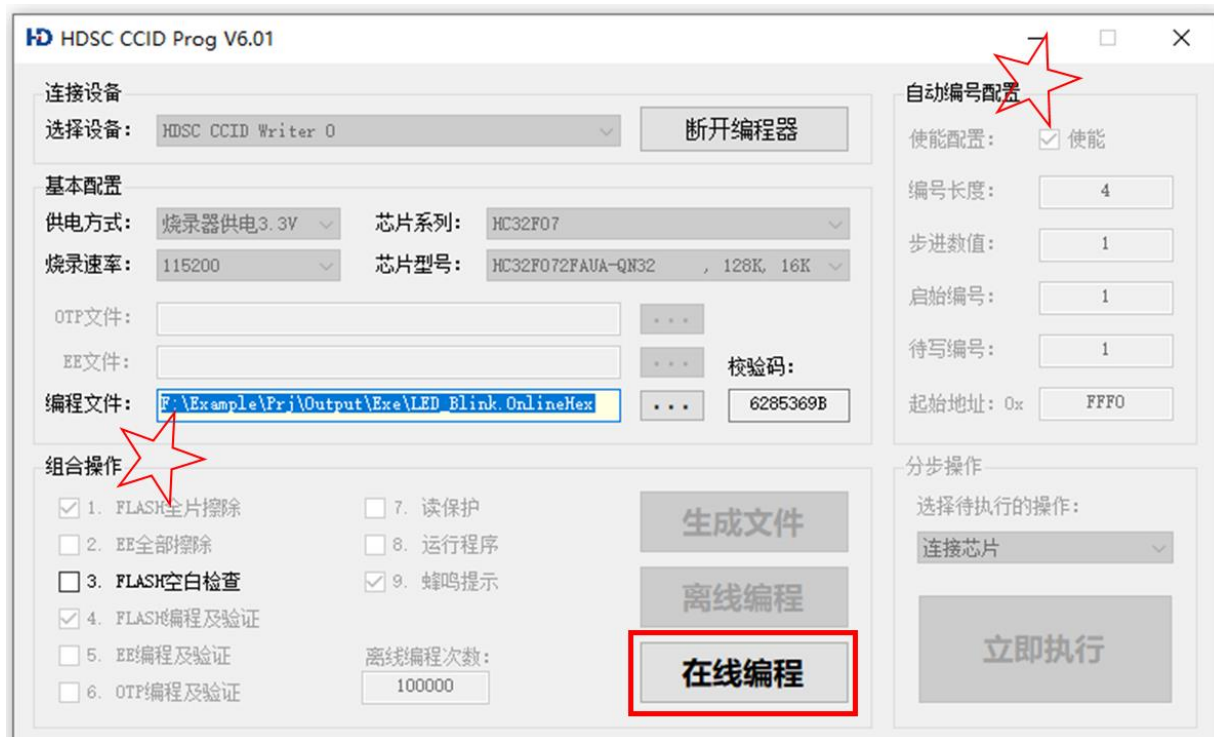 HD HDSC CCID Prog V6.01
连接设备
选择设备： HDSC CCID Writer 0 断开编程器
基本配置
供电方式： 烧录器供电3.3V 芯片系列： HC32F07
烧录速率： 115200 芯片型号： HC32F072FAUA-QN32 , 128K, 16K
OTP文件： ...
EE文件： ... 校验码：
编程文件： F:\Example\Prj\Output\Exe\LED_Blink.OnlineHex ... 6285369B
自动编号配置
使能配置： 使能
编号长度： 4
步进数值： 1
启始编号： 1
待写编号： 1
起始地址：0x FFF0
组合操作
1. FLASH全片擦除
2. EE全部擦除
3. FLASH空白检查
4. FLASH编程及验证
5. EE编程及验证
6. OTP编程及验证
7. 读保护
8. 运行程序
9. 蜂鸣提示
离线编程次数：
100000
生成文件
离线编程
在线编程
分步操作
选择待执行的操作：
连接芯片
立即执行